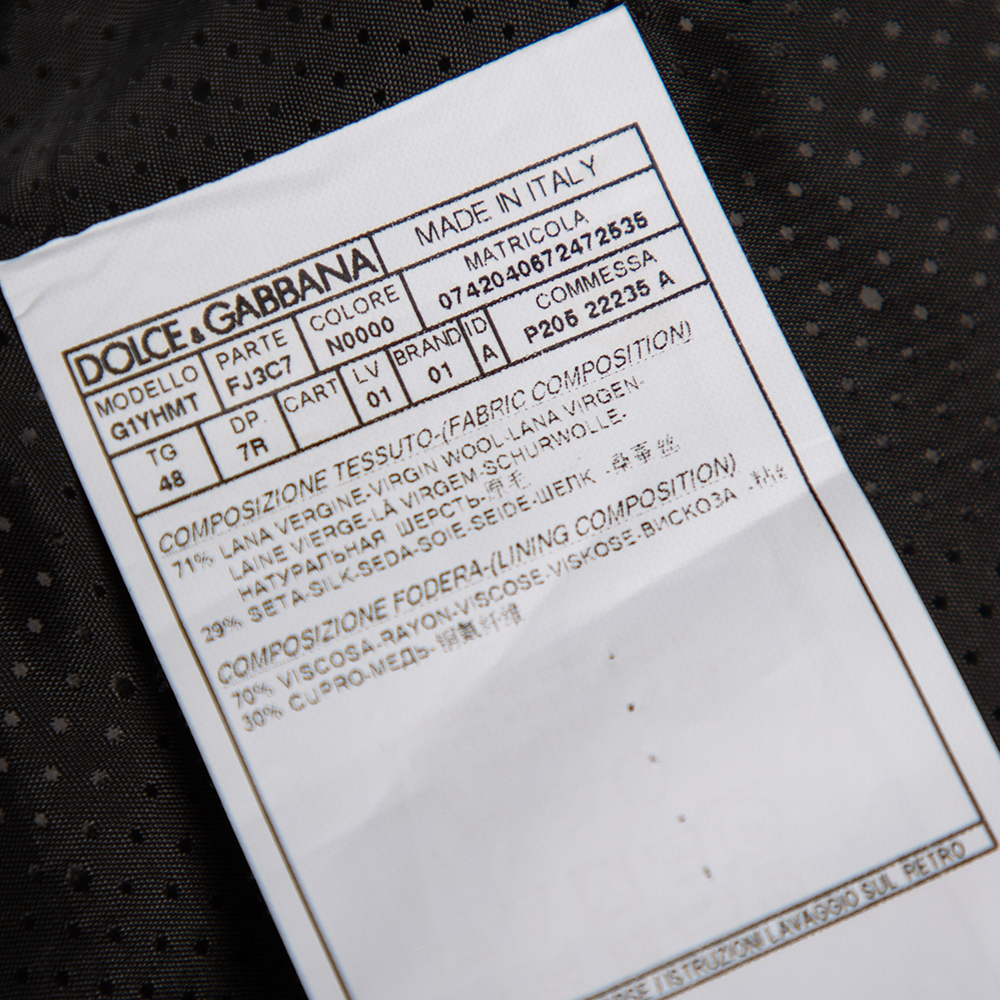 DOLCE & GABBANA MADE IN ITALY
MODELLO PARTE COLORE MATRICOLA
G1YHMT FJ3C7 N0000 0742040672472535
TG DP. CART LV BRAND ID COMMESSA
48 7R 01 01 A P205 22235 A
COMPOSIZIONE TESSUTO-(FABRIC COMPOSITION)
71% LANA VERGINE-VIRGIN WOOL-LANA VIRGEN-
LAINE VIERGE-LÀ VIRGEM-SCHURWOLLE-
НАТУРАЛЬНАЯ ШЕРСТЬ-原毛
29% SETA-SILK-SEDA-SOIE-SEIDE-ШЕЛК -桑蚕丝
COMPOSIZIONE FODERA-(LINING COMPOSITION)
70% VISCOSA-RAYON-VISCOSE-VISKOSE-ВИСКОЗА
30% CUPRO-МЕДЬ-铜氨纤维
/ ISTRUZIONI LAVAGGIO SUL RETRO